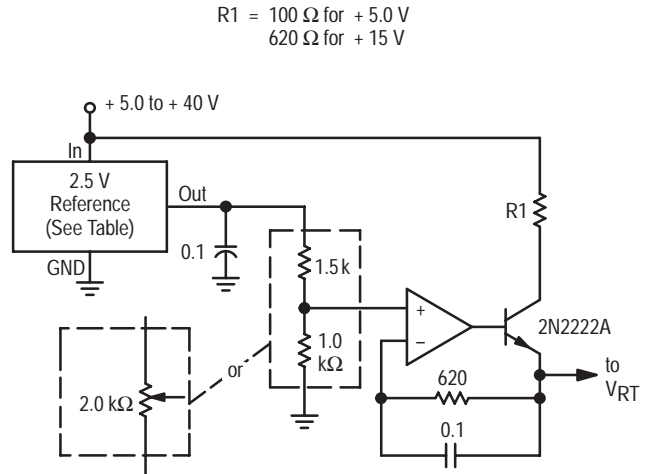 R1 = 100 Ω for + 5.0 V
620 Ω for + 15 V
+ 5.0 to + 40 V
In
2.5 V
Reference
(See Table)
Out
GND
0.1
1.5 k
1.0
kΩ
or
2.0 kΩ
R1
+
–
2N2222A
to
VRT
620
0.1